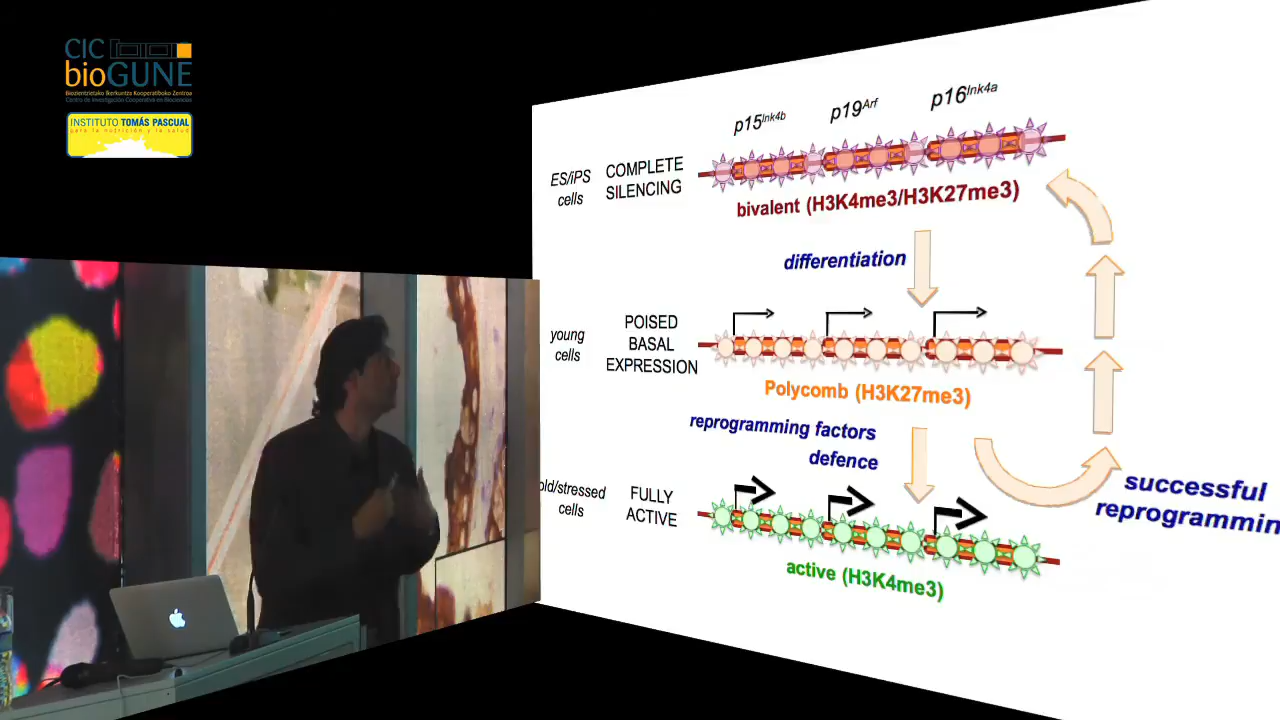 CIC
bioGUNE
Biozientzietako Ikerkuntza Kooperatiboko Zentroa
Centro de Investigación Cooperativa en Biociencias
INSTITUTO TOMÁS PASCUAL
para la nutrición y la salud
p15Ink4b
p19Arf
p16Ink4a
ES/iPS
cells
COMPLETE
SILENCING
bivalent (H3K4me3/H3K27me3)
differentiation
young
cells
POISED
BASAL
EXPRESSION
Polycomb (H3K27me3)
reprogramming factors
defence
old/stressed
cells
FULLY
ACTIVE
successful
reprogrammin
active (H3K4me3)